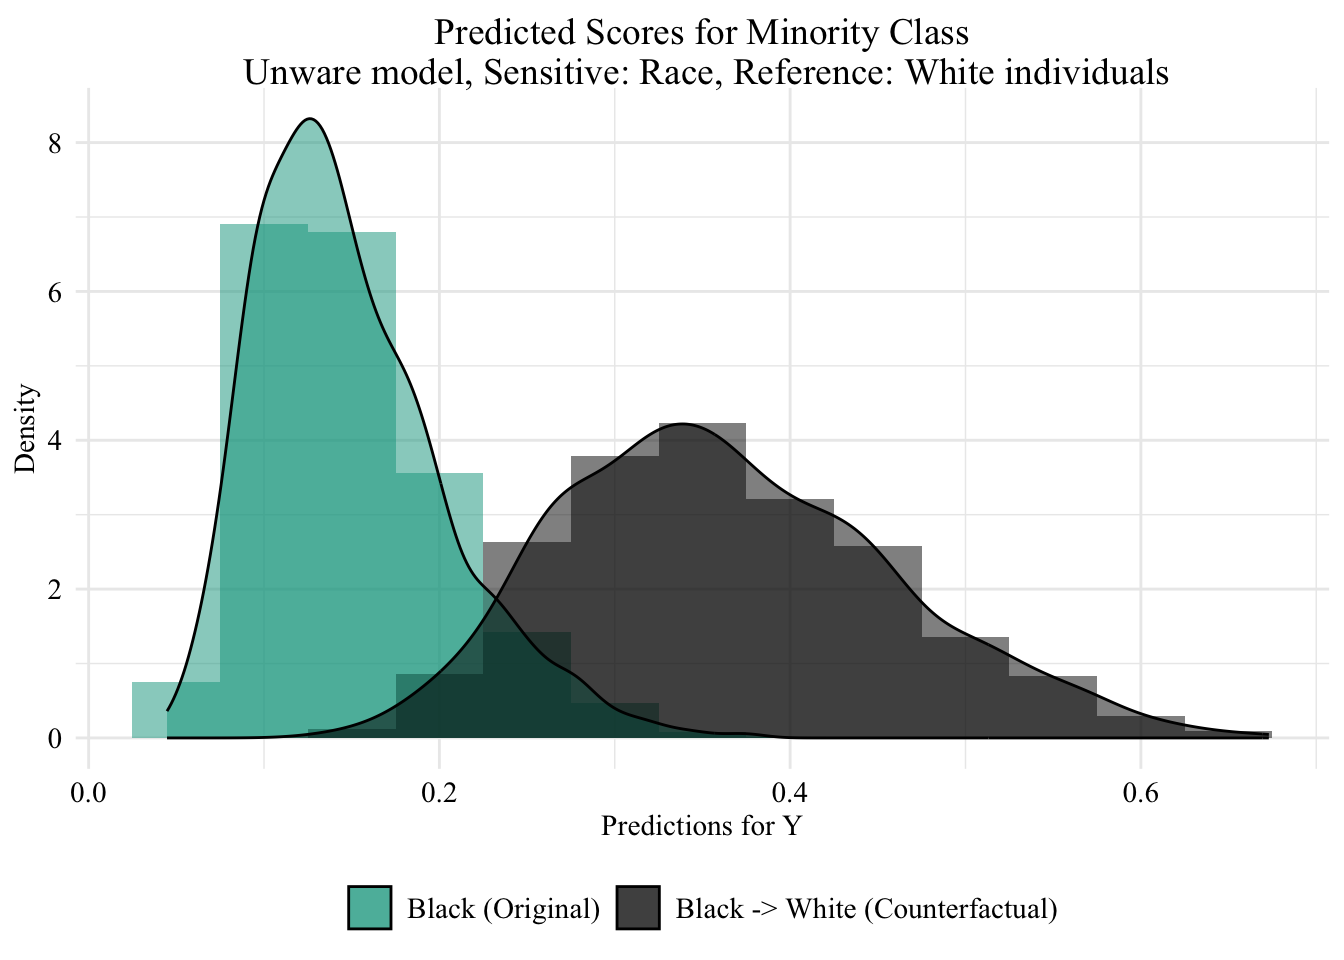 Predicted Scores for Minority Class
Unware model, Sensitive: Race, Reference: White individuals
8
6
4
2
0
Density
0.0 0.2 0.4 0.6
Predictions for Y
Black (Original) Black -> White (Counterfactual)